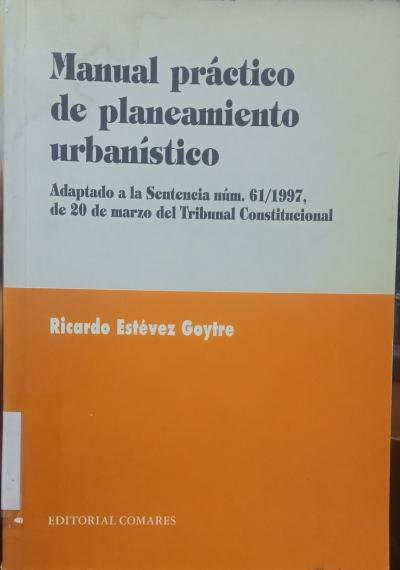 Manual práctico
de planeamiento
urbanístico
Adaptado a la Sentencia núm. 61/1997,
de 20 de marzo del Tribunal Constitucional
Ricardo Estévez Goytre
EDITORIAL COMARES